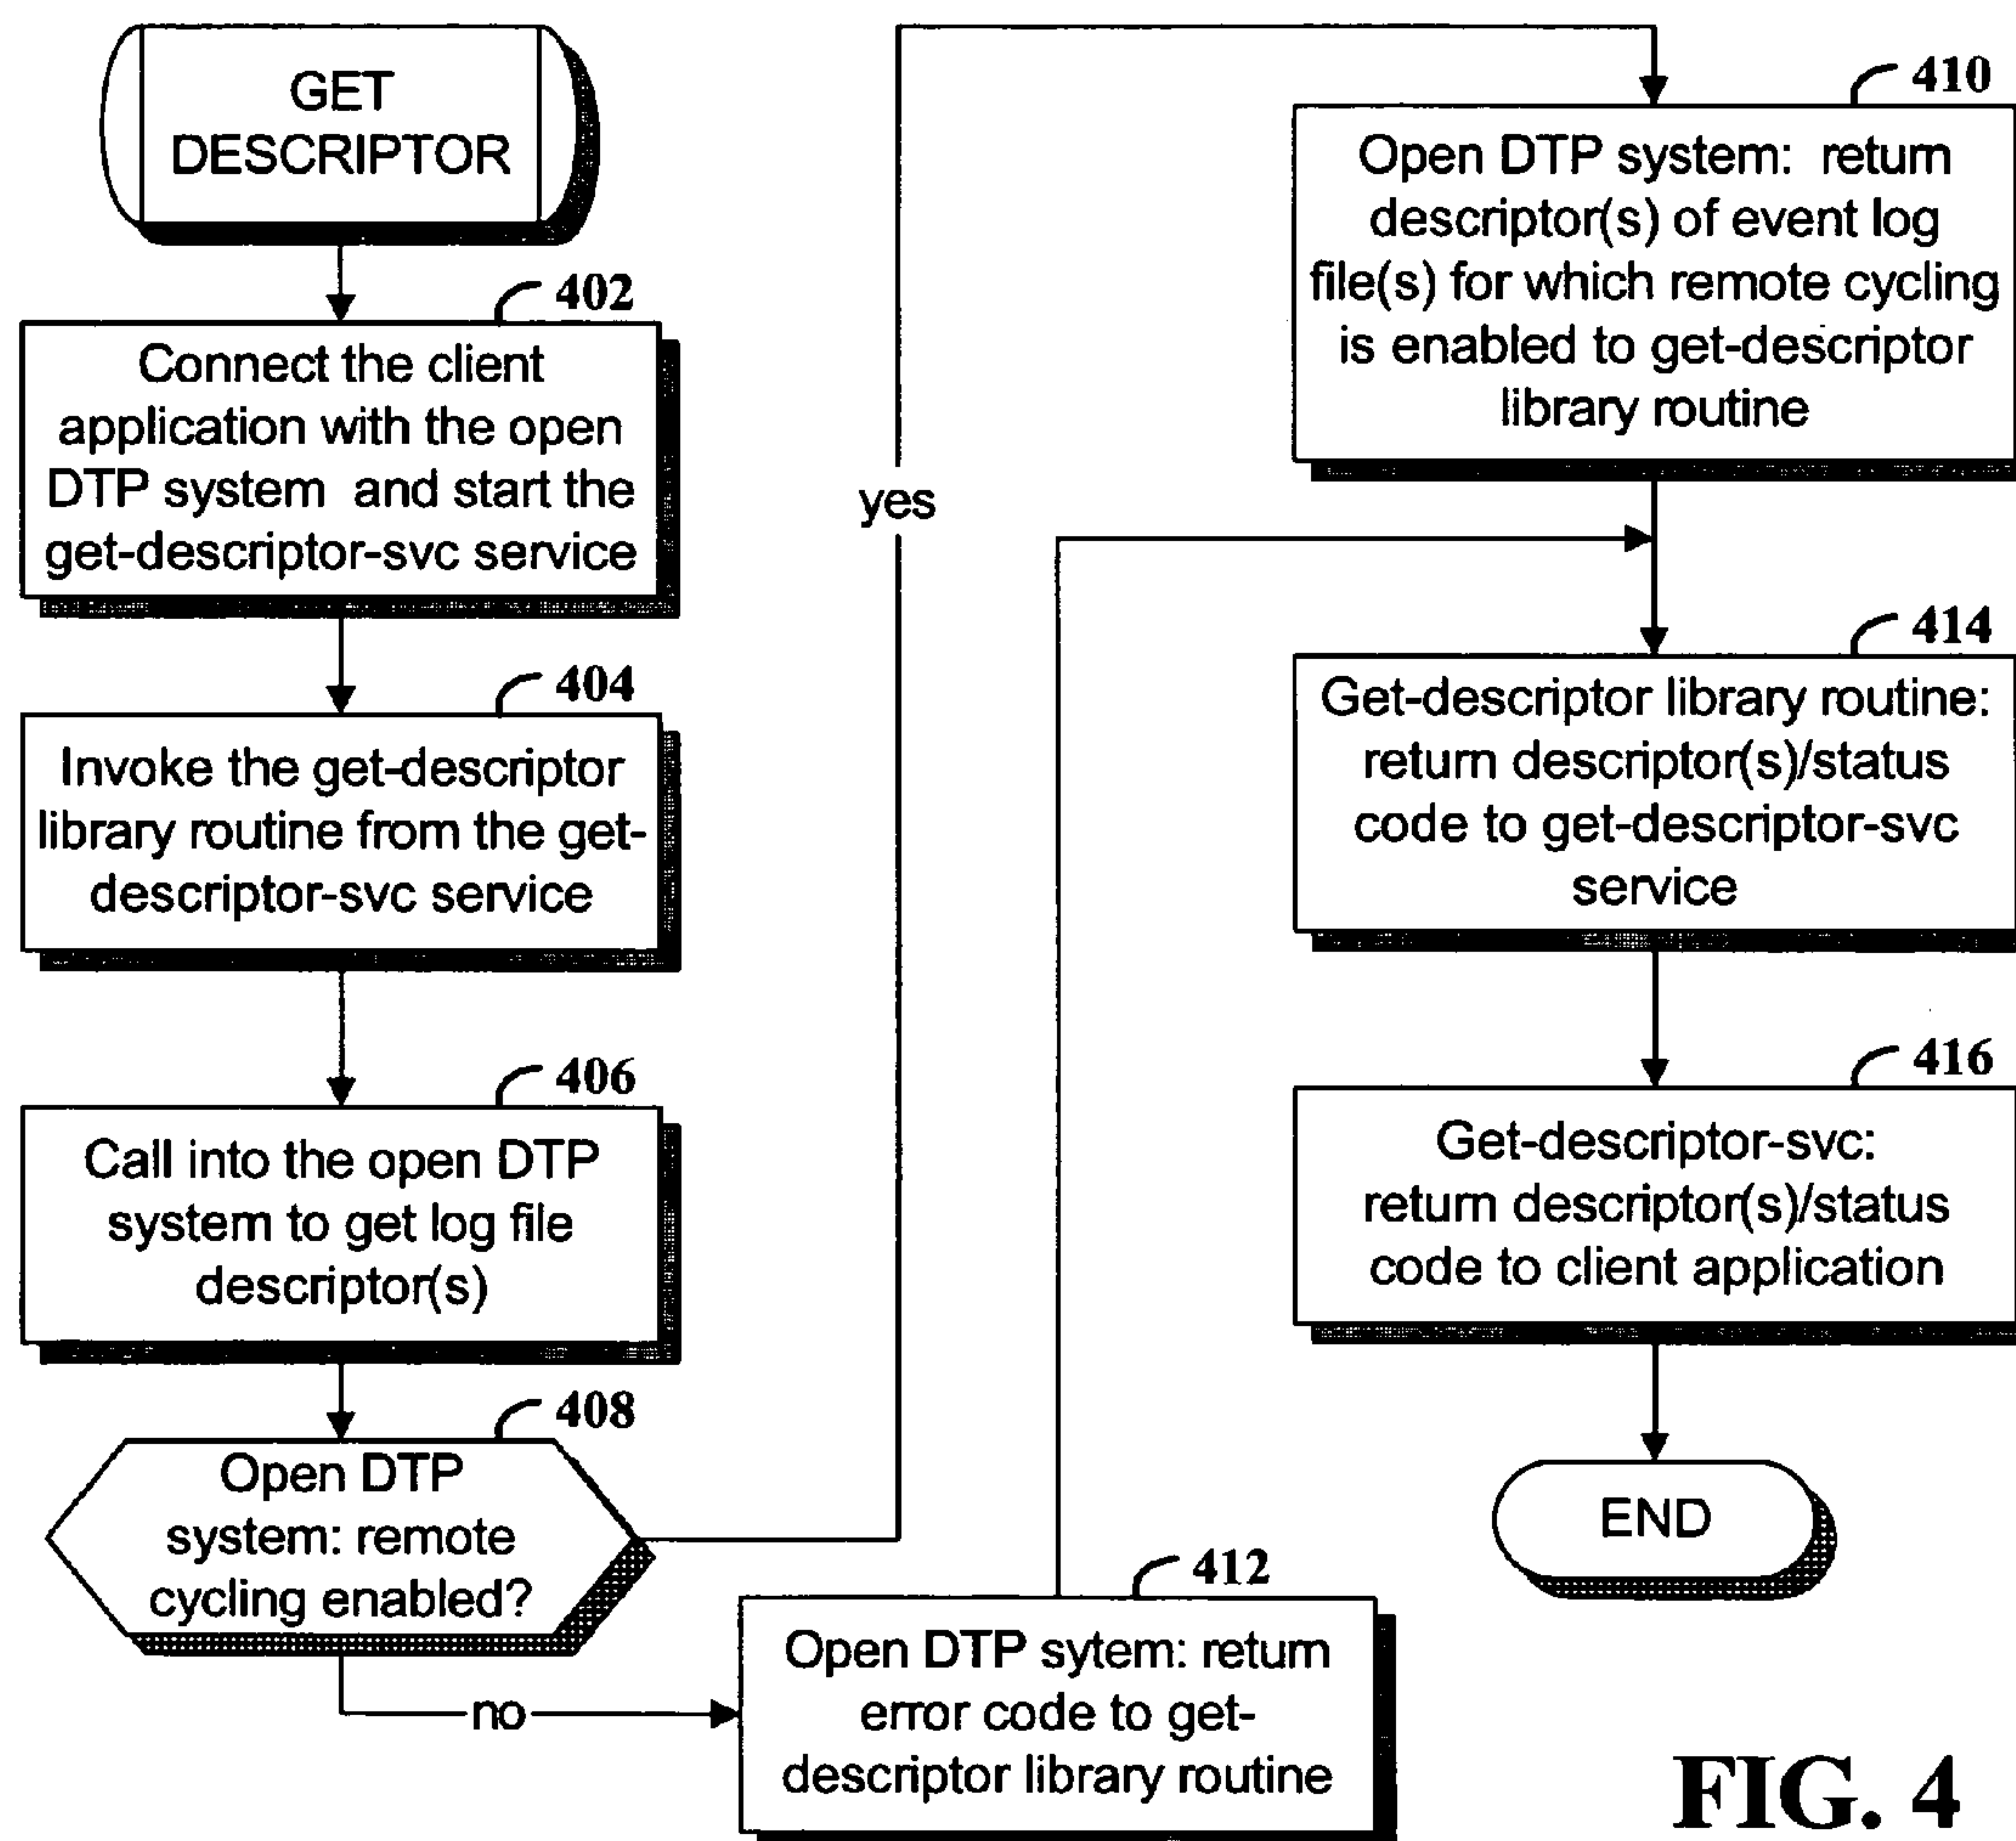 GET
DESCRIPTOR
402
Connect the client
application with the open
DTP system and start the
get-descriptor-svc service
404
Invoke the get-descriptor
library routine from the get-
descriptor-svc service
406
Call into the open DTP
system to get log file
descriptor(s)
408
Open DTP
system: remote
cycling enabled?
yes
no
410
Open DTP system: return
descriptor(s) of event log
file(s) for which remote cycling
is enabled to get-descriptor
library routine
412
Open DTP sytem: return
error code to get-
descriptor library routine
414
Get-descriptor library routine:
return descriptor(s)/status
code to get-descriptor-svc
service
416
Get-descriptor-svc:
return descriptor(s)/status
code to client application
END
FIG. 4